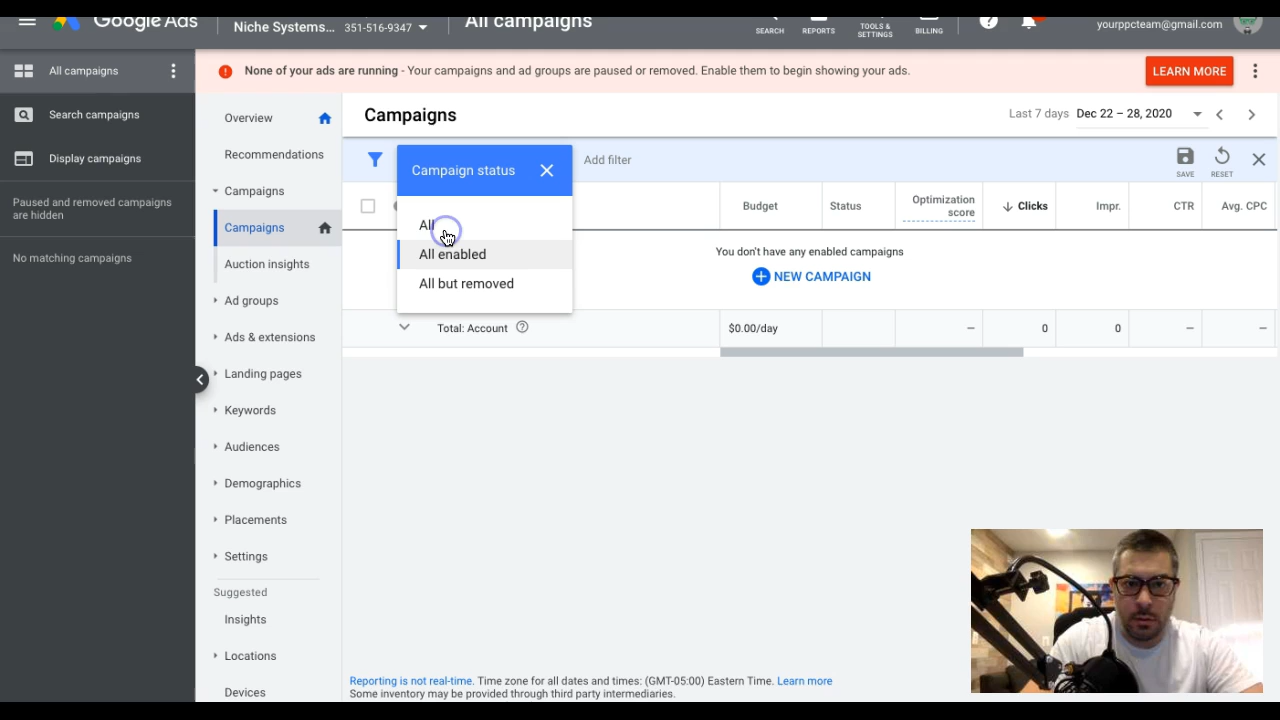 Google Ads
Niche Systems... 351-516-9347
All campaigns
SEARCH
REPORTS
TOOLS &
SETTINGS
BILLING
yourppcteam@gmail.com
All campaigns
None of your ads are running - Your campaigns and ad groups are paused or removed. Enable them to begin showing your ads.
LEARN MORE
Search campaigns
Display campaigns
Paused and removed campaigns
are hidden
No matching campaigns
Overview
Recommendations
Campaigns
Campaigns
Auction insights
Ad groups
Ads & extensions
Landing pages
Keywords
Audiences
Demographics
Placements
Settings
Suggested
Insights
Locations
Devices
Campaigns
Last 7 days Dec 22 – 28, 2020
Campaign status
Add filter
SAVE
RESET
All
All enabled
All but removed
Budget
Status
Optimization
score
Clicks
Impr.
CTR
Avg. CPC
You don't have any enabled campaigns
NEW CAMPAIGN
Total: Account
$0.00/day
–
0
0
–
–
Reporting is not real-time. Time zone for all dates and times: (GMT-05:00) Eastern Time. Learn more
Some inventory may be provided through third party intermediaries.